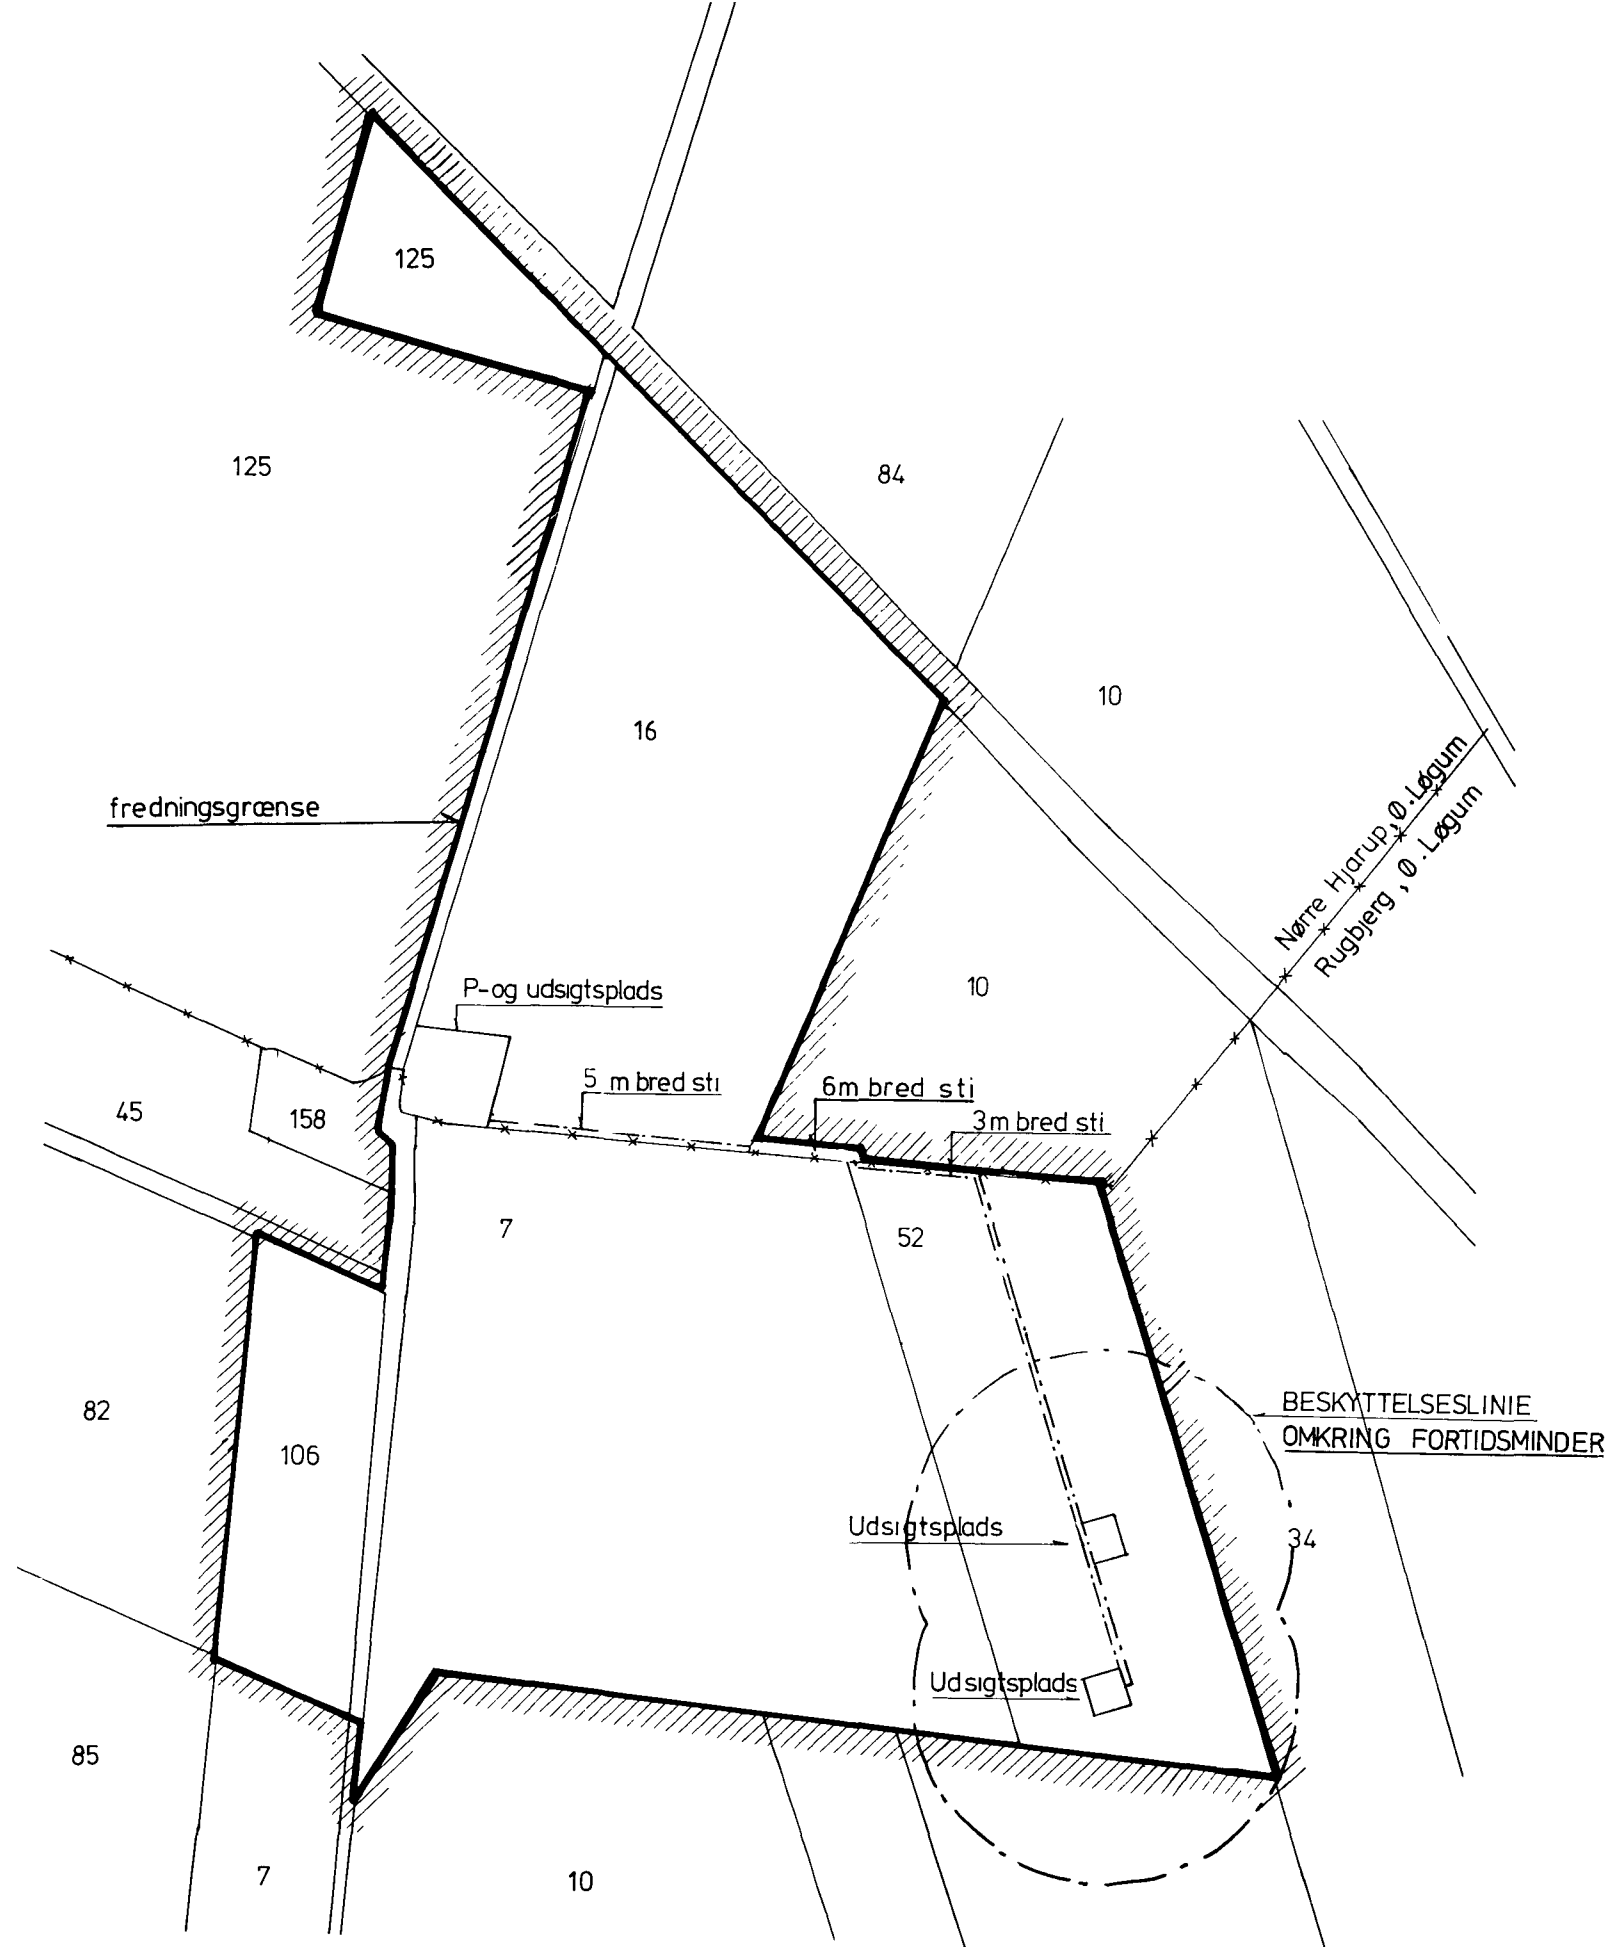 125
125
84
10
16
Nørre Hjarup, Ø. Løgum
Rugbjerg, Ø. Løgum
fredningsgrænse
P-og udsigtsplads
10
5 m bred sti
6m bred sti
3m bred sti
45
158
7
52
82
106
BESKYTTELSESLINIE
OMKRING FORTIDSMINDER
Udsigtsplads
34
Udsigtsplads
85
7
10